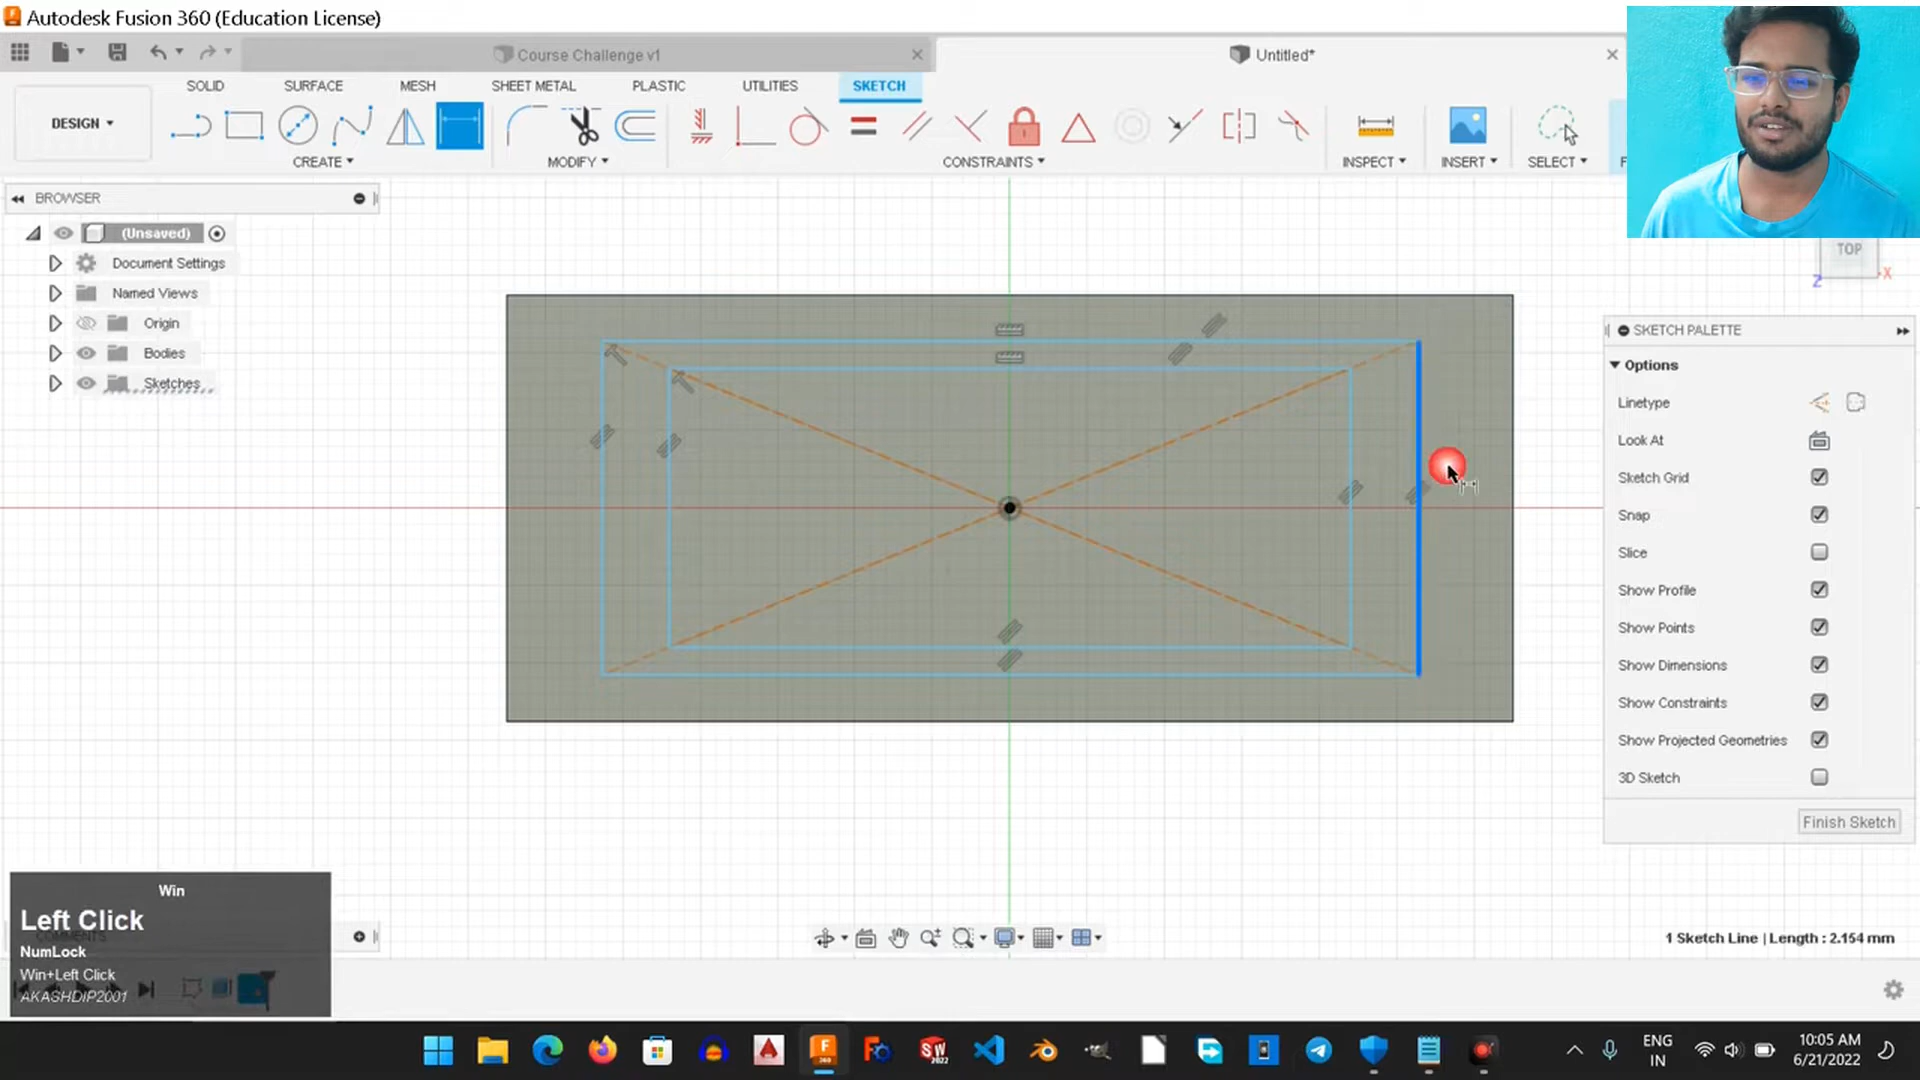 Autodesk Fusion 360 (Education License)
Course Challenge v1
Untitled*
SOLID SURFACE MESH SHEET METAL PLASTIC UTILITIES SKETCH
DESIGN
CREATE MODIFY CONSTRAINTS INSPECT INSERT SELECT
BROWSER
(Unsaved)
Document Settings
Named Views
Origin
Bodies
Sketches
TOP
Z X
SKETCH PALETTE
Options
Linetype
Look At
Sketch Grid
Snap
Slice
Show Profile
Show Points
Show Dimensions
Show Constraints
Show Projected Geometries
3D Sketch
Finish Sketch
Win
Left Click
COMMENTS
NumLock
Win+Left Click
AKASHDIP2001
1 Sketch Line | Length : 2.154 mm
F
360
SW
2022
ENG
IN
10:05 AM
6/21/2022